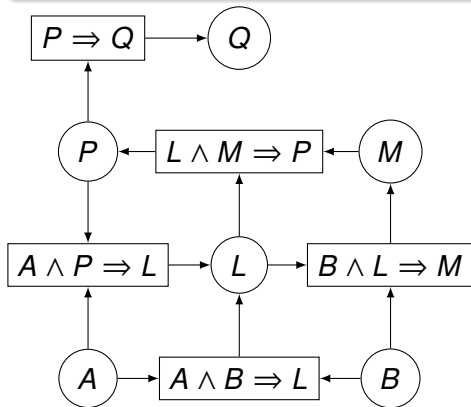 P ⇒ Q Q
P L ∧ M ⇒ P M
A ∧ P ⇒ L L B ∧ L ⇒ M
A A ∧ B ⇒ L B